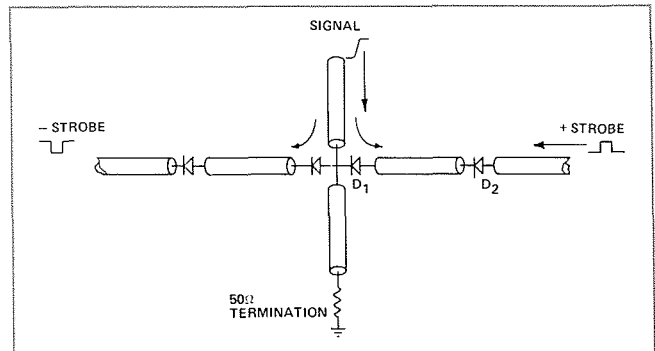 SIGNAL
– STROBE
+ STROBE
D1
D2
50Ω
TERMINATION